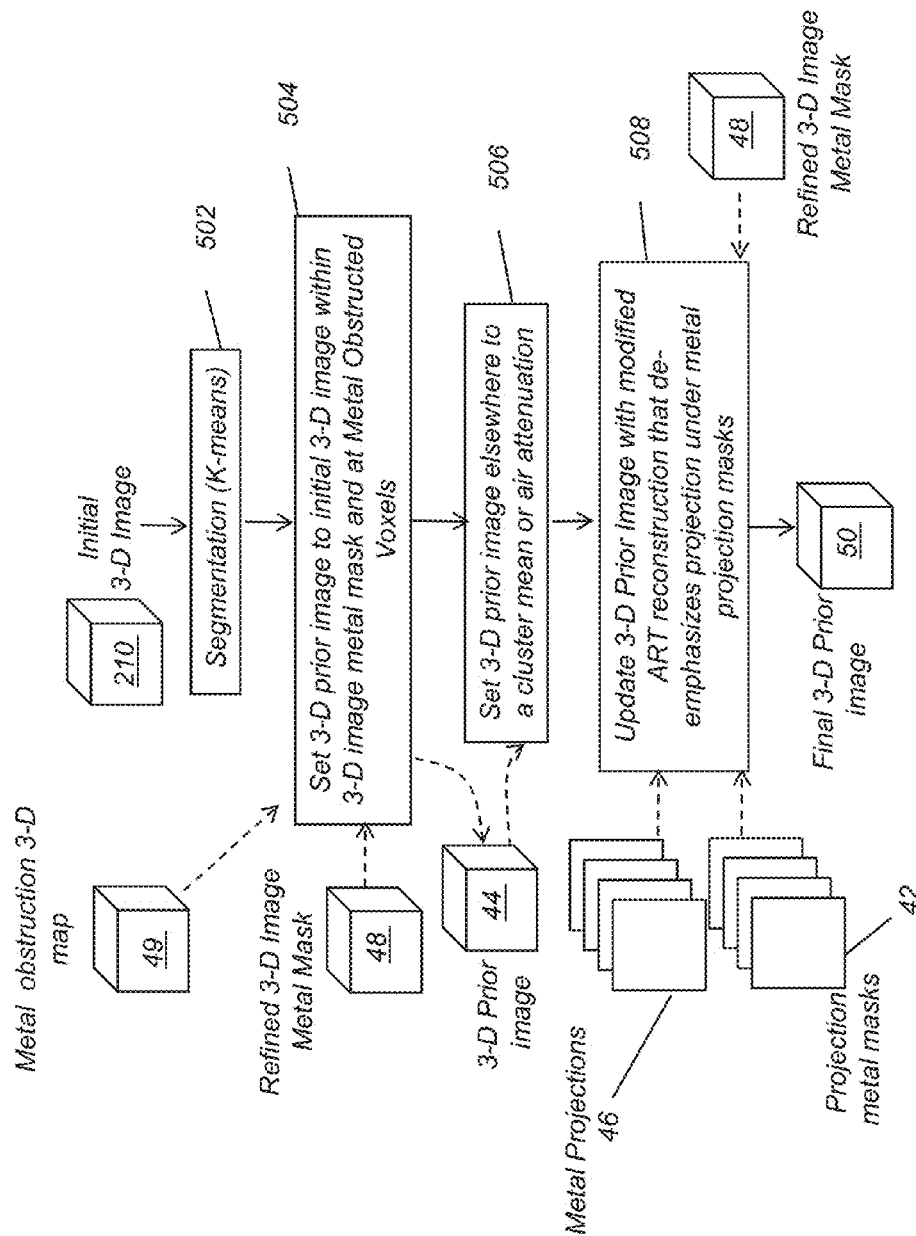 Metal obstruction 3-D
map
49
Initial
3-D Image
210
Segmentation (K-means)
502
Refined 3-D Image
Metal Mask
48
Set 3-D prior image to initial 3-D image within
3-D image metal mask and at Metal Obstructed
Voxels
504
3-D Prior
image
44
Set 3-D prior image elsewhere to
a cluster mean or air attenuation
506
Metal Projections
46
Projection
metal masks
42
Update 3-D Prior Image with modified
ART reconstruction that de-
emphasizes projection under metal
projection masks
508
48
Refined 3-D Image
Metal Mask
Final 3-D Prior
image
50